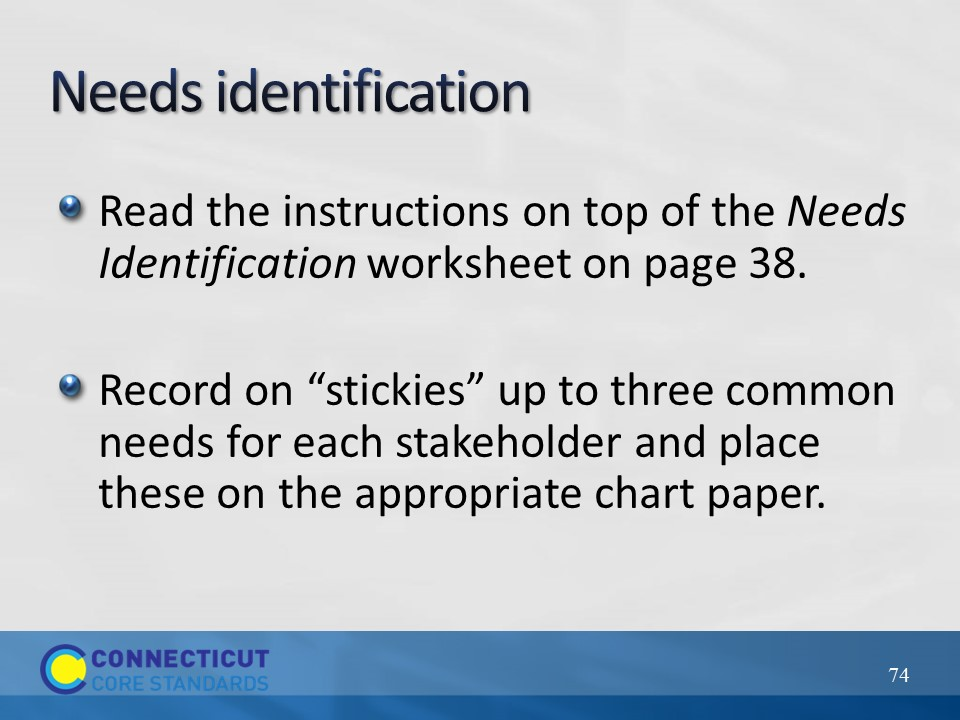 Needs identification
Read the instructions on top of the Needs
Identification worksheet on page 38.
Record on “stickies” up to three common
needs for each stakeholder and place
these on the appropriate chart paper.
CONNECTICUT
CORE STANDARDS
74